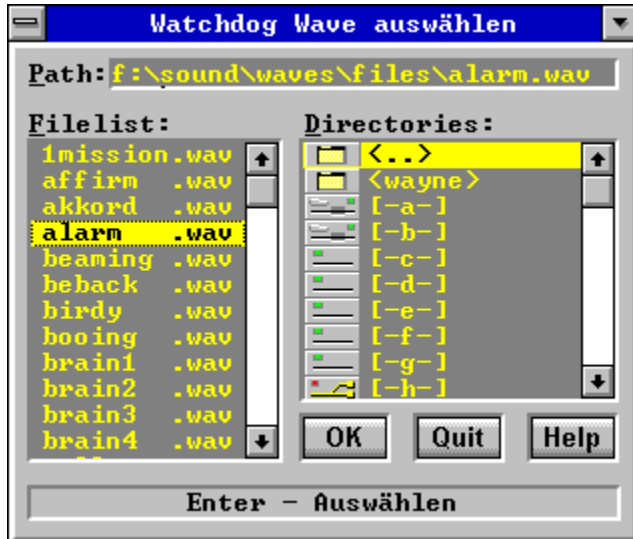 Watchdog Wave auswählen
Path: f:\sound\waves\files\alarm.wav
Filelist:
1mission.wav
affirm .wav
akkord .wav
alarm .wav
beaming .wav
beback .wav
birdy .wav
booing .wav
brain1 .wav
brain2 .wav
brain3 .wav
brain4 .wav
Directories:
<..>
<wayne>
[-a-]
[-b-]
[-c-]
[-d-]
[-e-]
[-f-]
[-g-]
[-h-]
OK Quit Help
Enter - Auswählen